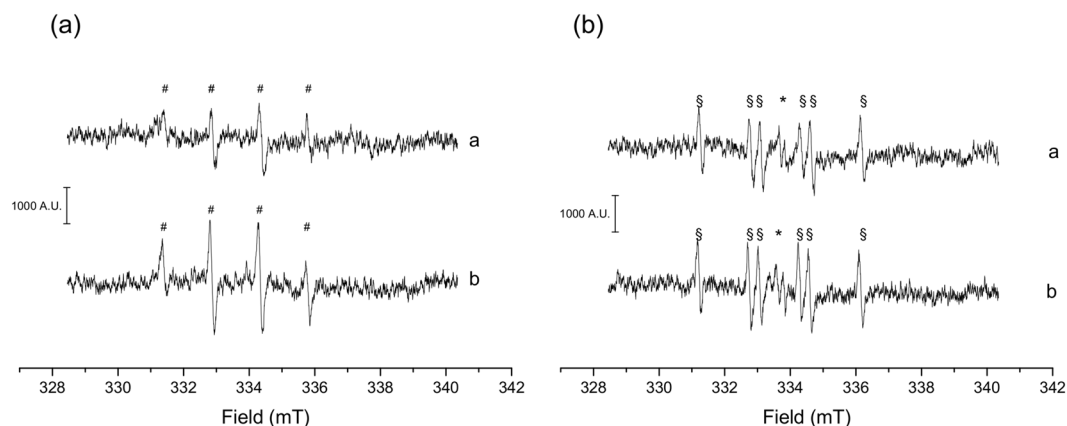 (a)
# # # #
a
1000 A.U.
# # # #
b
328 330 332 334 336 338 340 342
Field (mT)
(b)
§ §§ * §§ §
a
1000 A.U.
§ §§ * §§ §
b
328 330 332 334 336 338 340 342
Field (mT)